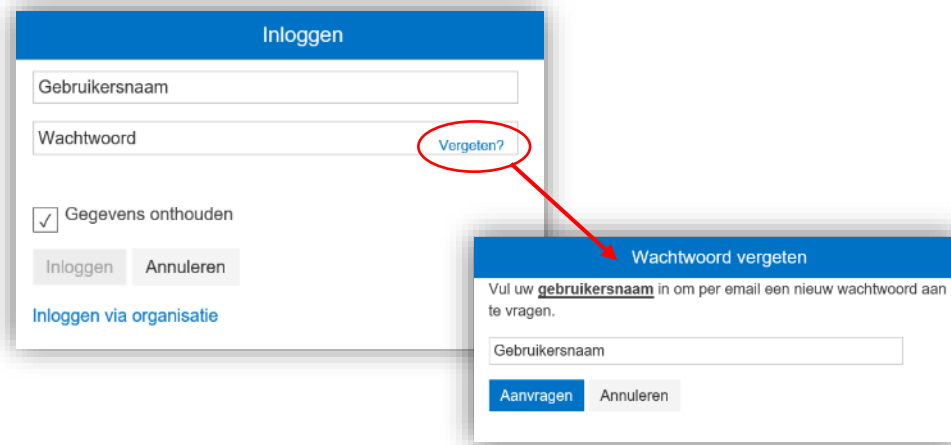 Inloggen
Gebruikersnaam
Wachtwoord
Vergeten?
✓ Gegevens onthouden
Inloggen Annuleren
Inloggen via organisatie
Wachtwoord vergeten
Vul uw gebruikersnaam in om per email een nieuw wachtwoord aan
te vragen.
Gebruikersnaam
Aanvragen Annuleren